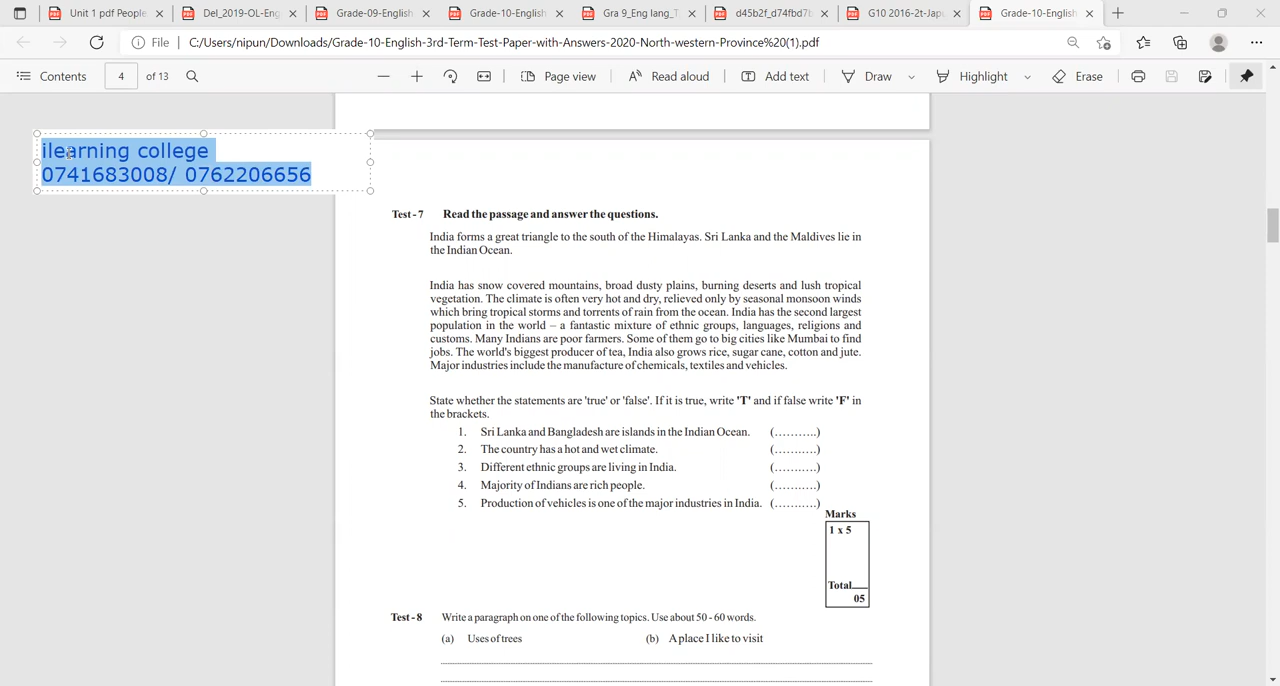 Unit 1 pdf People
Del_2019-OL-Eng
Grade-09-English
Grade-10-English
Gra 9_Eng lang_T
d45b2f_d74fbd7b
G10 2016-2t-Japu
Grade-10-English
File
C:/Users/nipun/Downloads/Grade-10-English-3rd-Term-Test-Paper-with-Answers-2020-North-western-Province%20(1).pdf
Contents 4 of 13 Page view Read aloud Add text Draw Highlight Erase
ilearning college
0741683008/ 0762206656
Test - 7 Read the passage and answer the questions.
India forms a great triangle to the south of the Himalayas. Sri Lanka and the Maldives lie in
the Indian Ocean.
India has snow covered mountains, broad dusty plains, burning deserts and lush tropical
vegetation. The climate is often very hot and dry, relieved only by seasonal monsoon winds
which bring tropical storms and torrents of rain from the ocean. India has the second largest
population in the world – a fantastic mixture of ethnic groups, languages, religions and
customs. Many Indians are poor farmers. Some of them go to big cities like Mumbai to find
jobs. The world's biggest producer of tea, India also grows rice, sugar cane, cotton and jute.
Major industries include the manufacture of chemicals, textiles and vehicles.
State whether the statements are 'true' or 'false'. If it is true, write 'T' and if false write 'F' in
the brackets.
1. Sri Lanka and Bangladesh are islands in the Indian Ocean. (...........)
2. The country has a hot and wet climate. (...........)
3. Different ethnic groups are living in India. (...........)
4. Majority of Indians are rich people. (...........)
5. Production of vehicles is one of the major industries in India. (...........)
Marks
1 x 5
Total
05
Test - 8 Write a paragraph on one of the following topics. Use about 50 - 60 words.
(a) Uses of trees (b) A place I like to visit